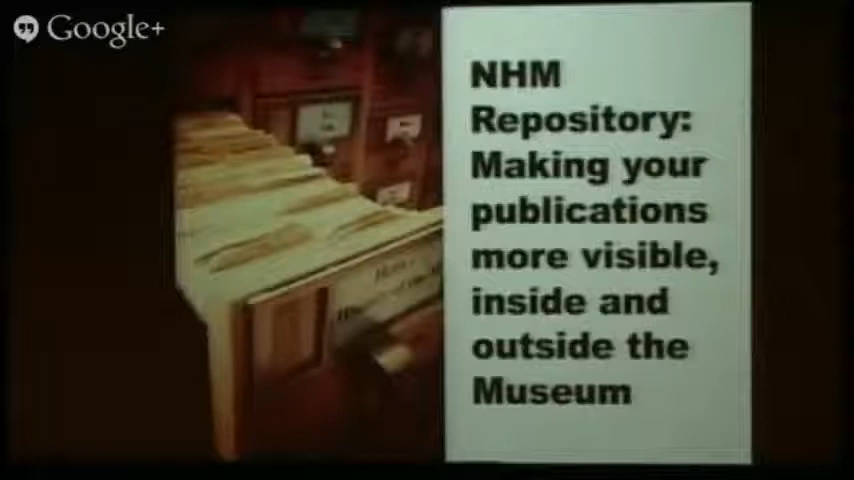 Google+
NHM
Repository:
Making your
publications
more visible,
inside and
outside the
Museum